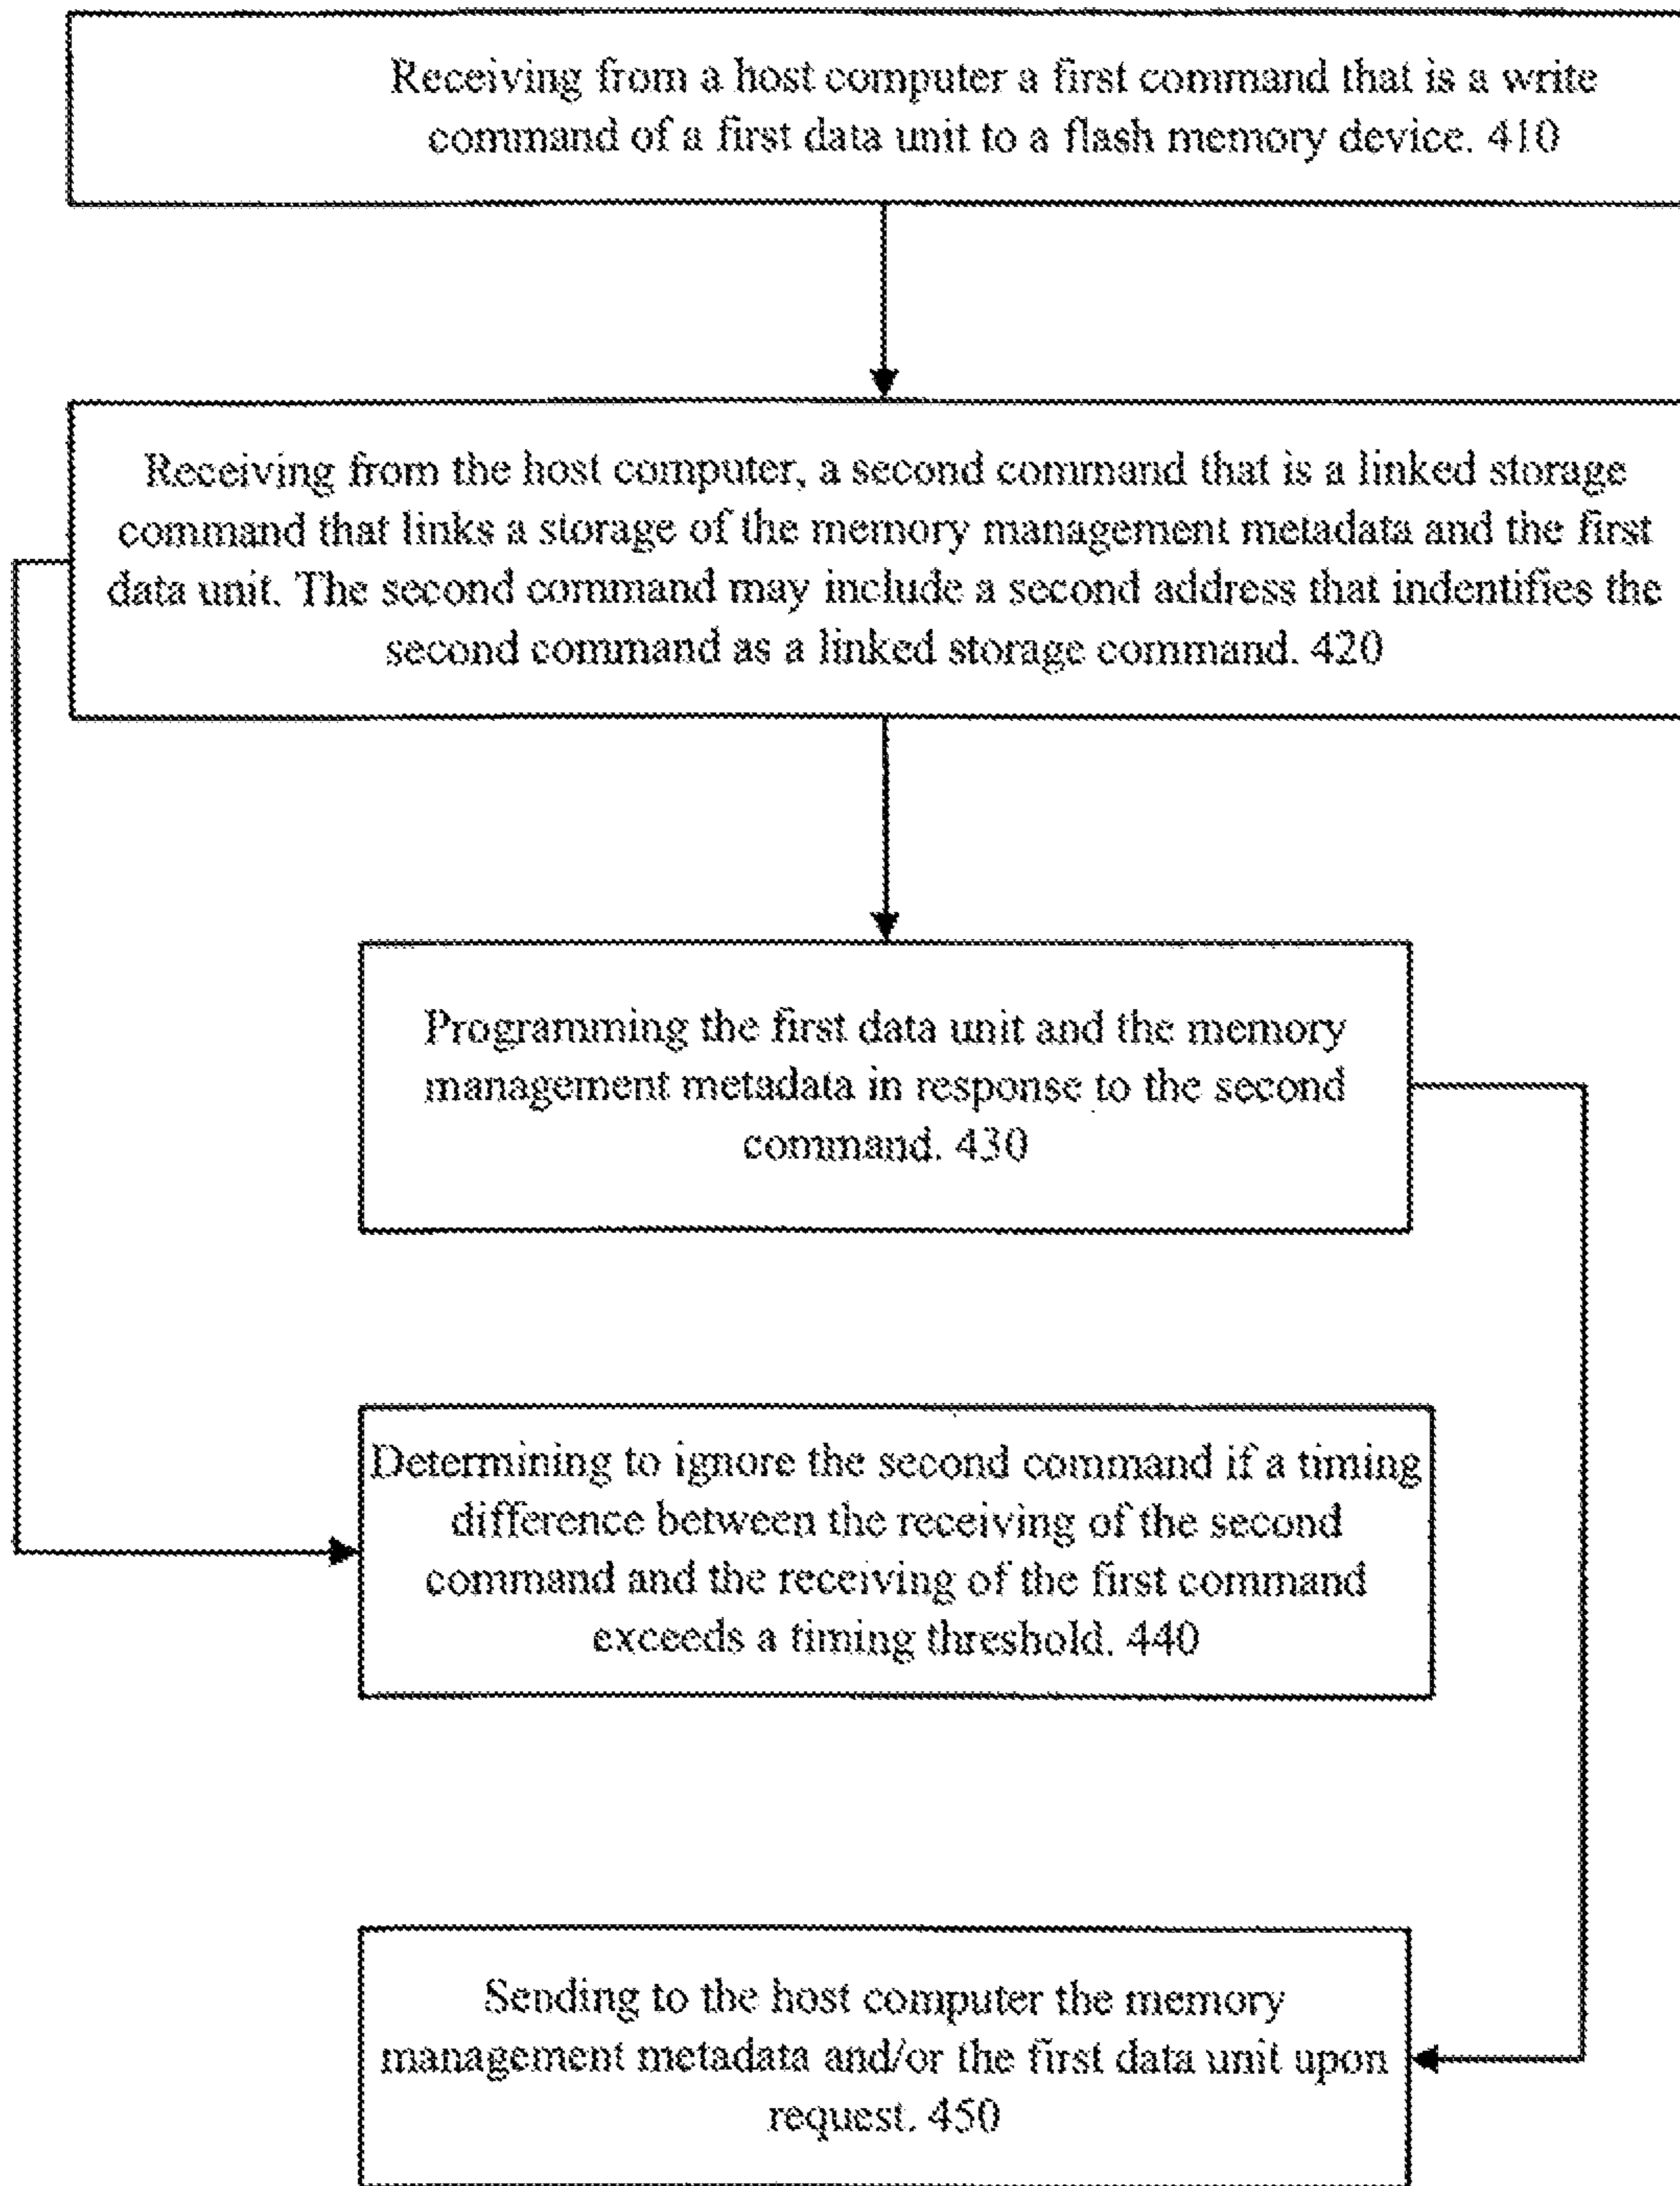 Receiving from a host computer a first command that is a write
command of a first data unit to a flash memory device. 410
Receiving from the host computer, a second command that is a linked storage
command that links a storage of the memory management metadata and the first
data unit. The second command may include a second address that indentifies the
second command as a linked storage command. 420
Programming the first data unit and the memory
management metadata in response to the second
command. 430
Determining to ignore the second command if a timing
difference between the receiving of the second
command and the receiving of the first command
exceeds a timing threshold. 440
Sending to the host computer the memory
management metadata and/or the first data unit upon
request. 450